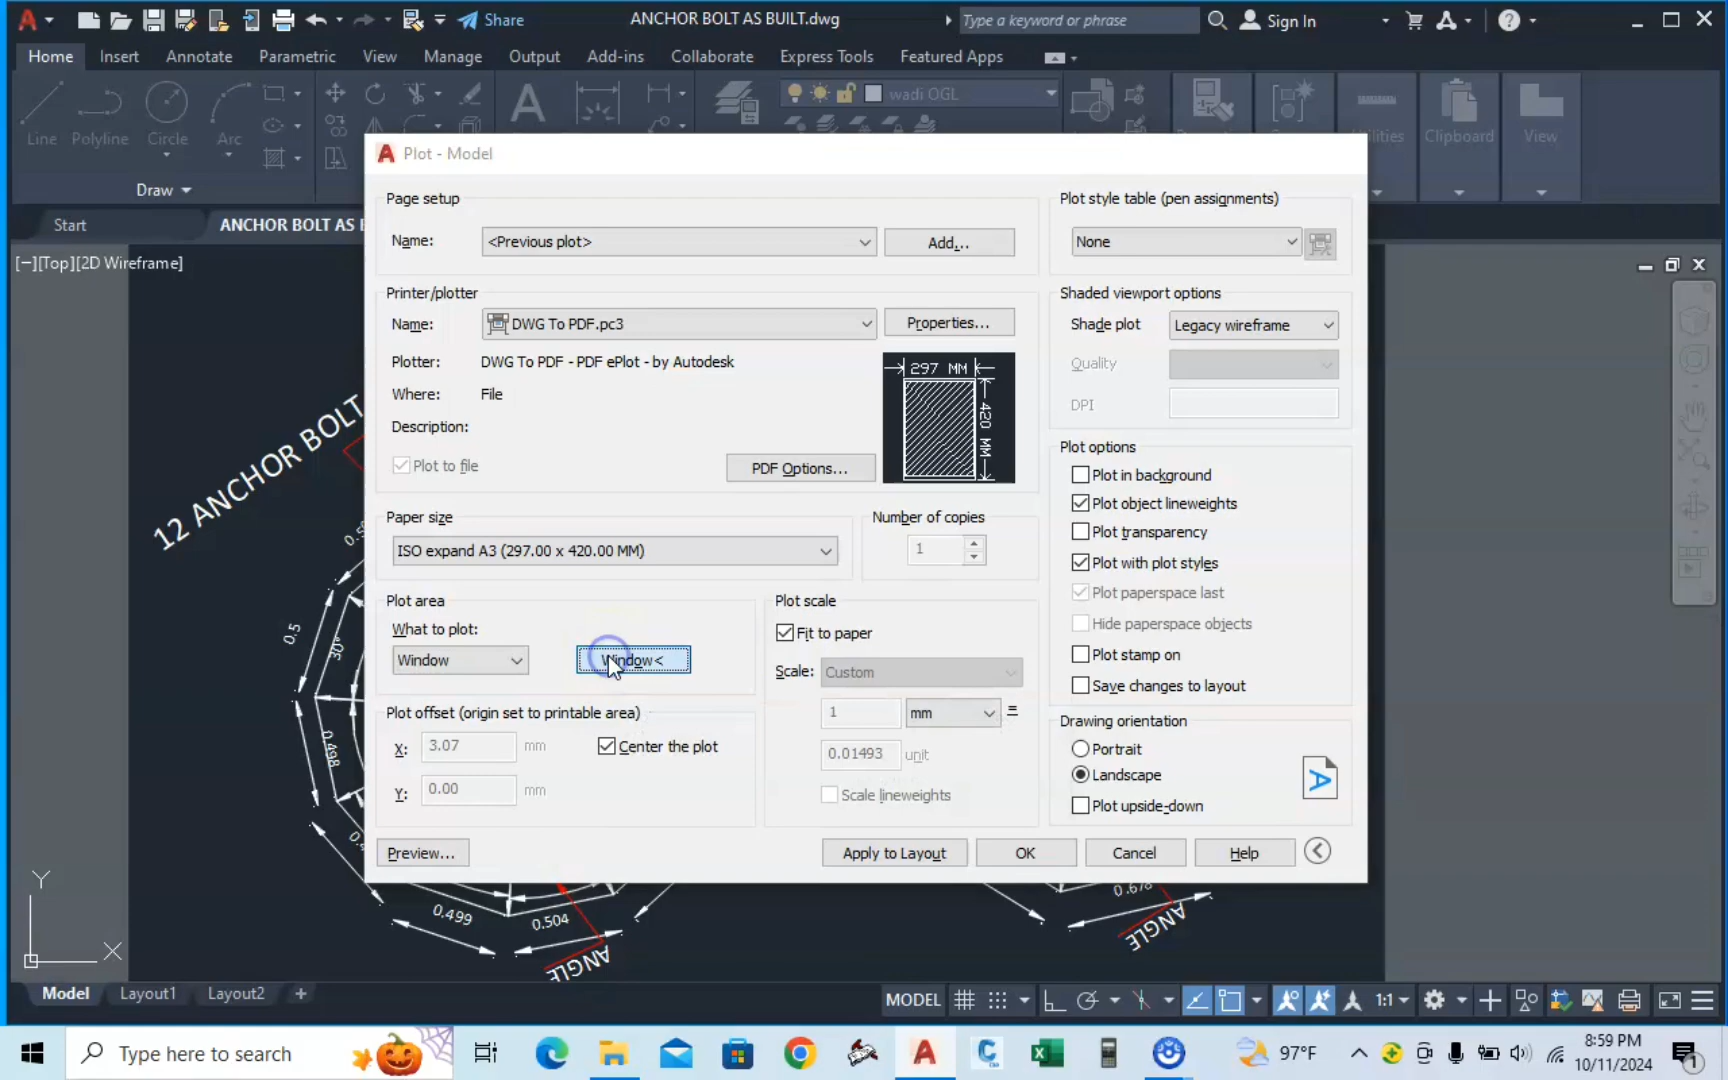 Share
ANCHOR BOLT AS BUILT.dwg
Type a keyword or phrase
Sign In
Home Insert Annotate Parametric View Manage Output Add-ins Collaborate Express Tools Featured Apps
wadi OGL
Line Polyline Circle Arc
Clipboard View
Draw
Start
ANCHOR BOLT AS
[−][Top][2D Wireframe]
Plot - Model
Page setup
Name: <Previous plot> Add...
Plot style table (pen assignments)
None
Printer/plotter
Name: DWG To PDF.pc3 Properties...
Plotter: DWG To PDF - PDF ePlot - by Autodesk
Where: File
Description:
Plot to file
PDF Options...
297 MM
420 MM
Shaded viewport options
Shade plot Legacy wireframe
Quality
DPI
Paper size
ISO expand A3 (297.00 x 420.00 MM)
Number of copies
1
Plot options
Plot in background
Plot object lineweights
Plot transparency
Plot with plot styles
Plot paperspace last
Hide paperspace objects
Plot stamp on
Save changes to layout
Plot area
What to plot:
Window Window<
Plot scale
Fit to paper
Scale: Custom
1 mm =
0.01493 unit
Scale lineweights
Plot offset (origin set to printable area)
X: 3.07 mm
Center the plot
Y: 0.00 mm
Drawing orientation
Portrait
Landscape
Plot upside-down
A
Preview... Apply to Layout OK Cancel Help
12 ANCHOR BOLT
0.5
30°
0.498
0.499
0.504
ANGLE
0.678
ANGLE
Y
X
Model Layout1 Layout2 +
MODEL 1:1
Type here to search
97°F
8:59 PM
10/11/2024
1